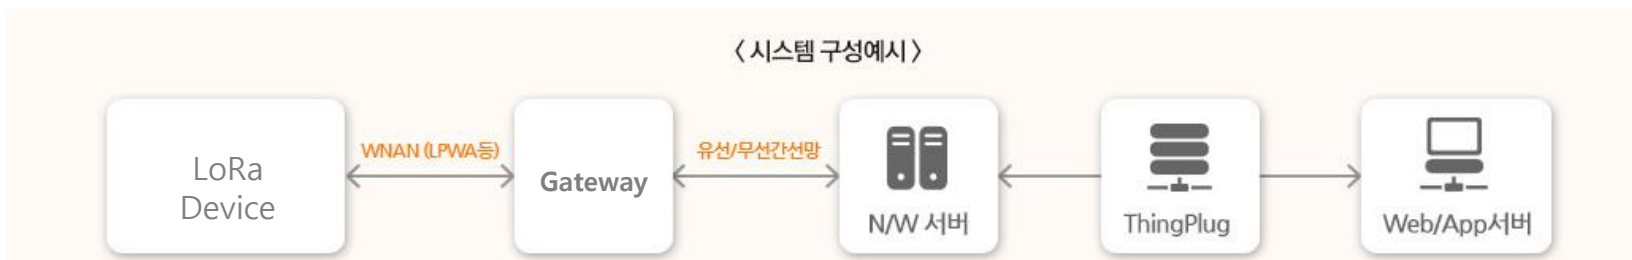 〈 시스템 구성예시 〉
LoRa
Device
WNAN (LPWA등)
Gateway
유선/무선간선망
N/W 서버
ThingPlug
Web/App서버